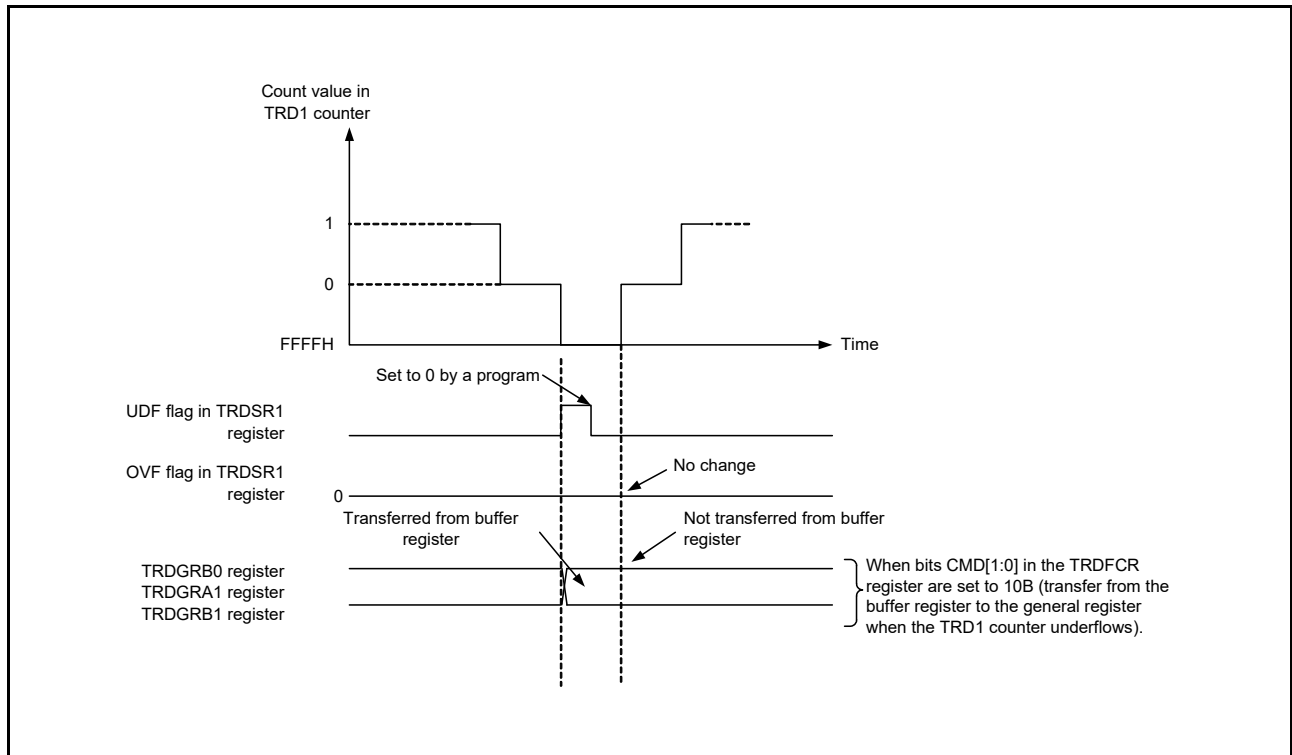 Count value in
TRD1 counter
1
0
FFFFH
Time
Set to 0 by a program
UDF flag in TRDSR1
register
OVF flag in TRDSR1
register
0
No change
Transferred from buffer
register
Not transferred from buffer
register
TRDGRB0 register
TRDGRA1 register
TRDGRB1 register
When bits CMD[1:0] in the TRDFCR
register are set to 10B (transfer from the
buffer register to the general register
when the TRD1 counter underflows).